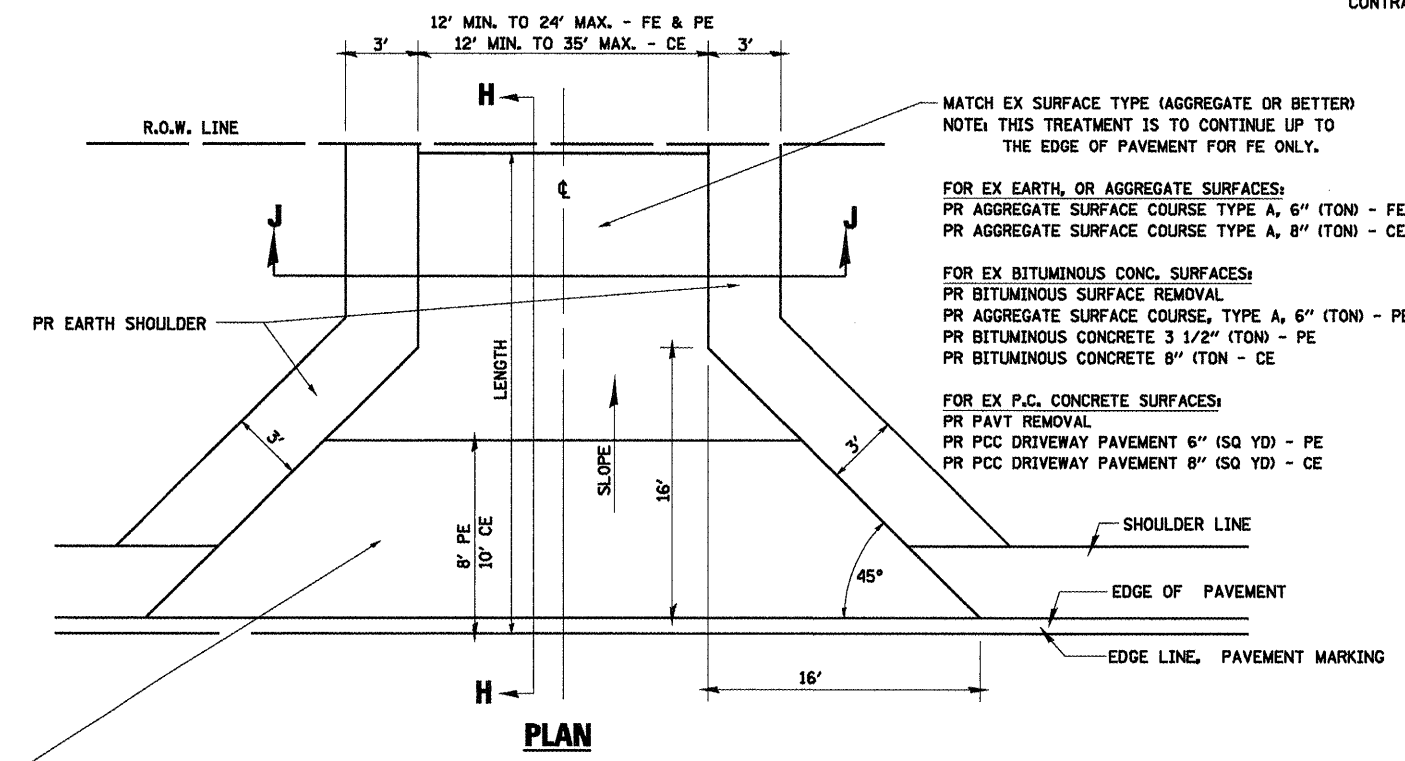 CONTRA
12' MIN. TO 24' MAX. - FE & PE
3' 12' MIN. TO 35' MAX. - CE 3'
H
MATCH EX SURFACE TYPE (AGGREGATE OR BETTER)
NOTE: THIS TREATMENT IS TO CONTINUE UP TO
THE EDGE OF PAVEMENT FOR FE ONLY.
R.O.W. LINE
℄
FOR EX EARTH, OR AGGREGATE SURFACES:
PR AGGREGATE SURFACE COURSE TYPE A, 6" (TON) - FE
PR AGGREGATE SURFACE COURSE TYPE A, 8" (TON) - CE
J J
FOR EX BITUMINOUS CONC. SURFACES:
PR BITUMINOUS SURFACE REMOVAL
PR AGGREGATE SURFACE COURSE, TYPE A, 6" (TON) - PE
PR BITUMINOUS CONCRETE 3 1/2" (TON) - PE
PR BITUMINOUS CONCRETE 8" (TON - CE
PR EARTH SHOULDER
LENGTH
FOR EX P.C. CONCRETE SURFACES:
PR PAVT REMOVAL
PR PCC DRIVEWAY PAVEMENT 6" (SQ YD) - PE
PR PCC DRIVEWAY PAVEMENT 8" (SQ YD) - CE
3'
3'
SLOPE
16'
8' PE
10' CE
45°
SHOULDER LINE
EDGE OF PAVEMENT
EDGE LINE, PAVEMENT MARKING
16'
H
PLAN